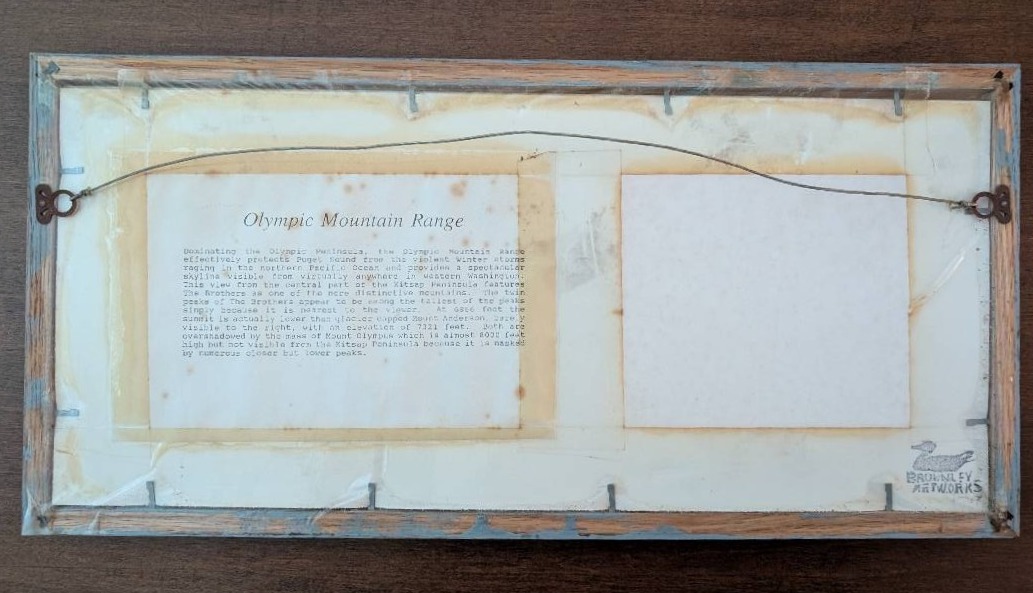 Olympic Mountain Range
Dominating the Olympic Peninsula, the Olympic Mountain Range
effectively protects Puget Sound from the violent winter storms
raging in the northern Pacific Ocean and provides a spectacular
skyline visible from virtually anywhere in western Washington.
This view from the central part of the Kitsap Peninsula features
The Brothers as one of the more distinctive mountains. The twin
peaks of The Brothers appear to be among the tallest of the peaks
simply because it is nearest to the viewer. At 6866 feet the
summit is actually lower than glacier capped Mount Anderson, barely
visible to the right, with an elevation of 7321 feet. Both are
overshadowed by the mass of Mount Olympus which is almost 8000 feet
high but not visible from the Kitsap Peninsula because it is masked
by numerous closer but lower peaks.
BROWNLEY
ARTWORKS